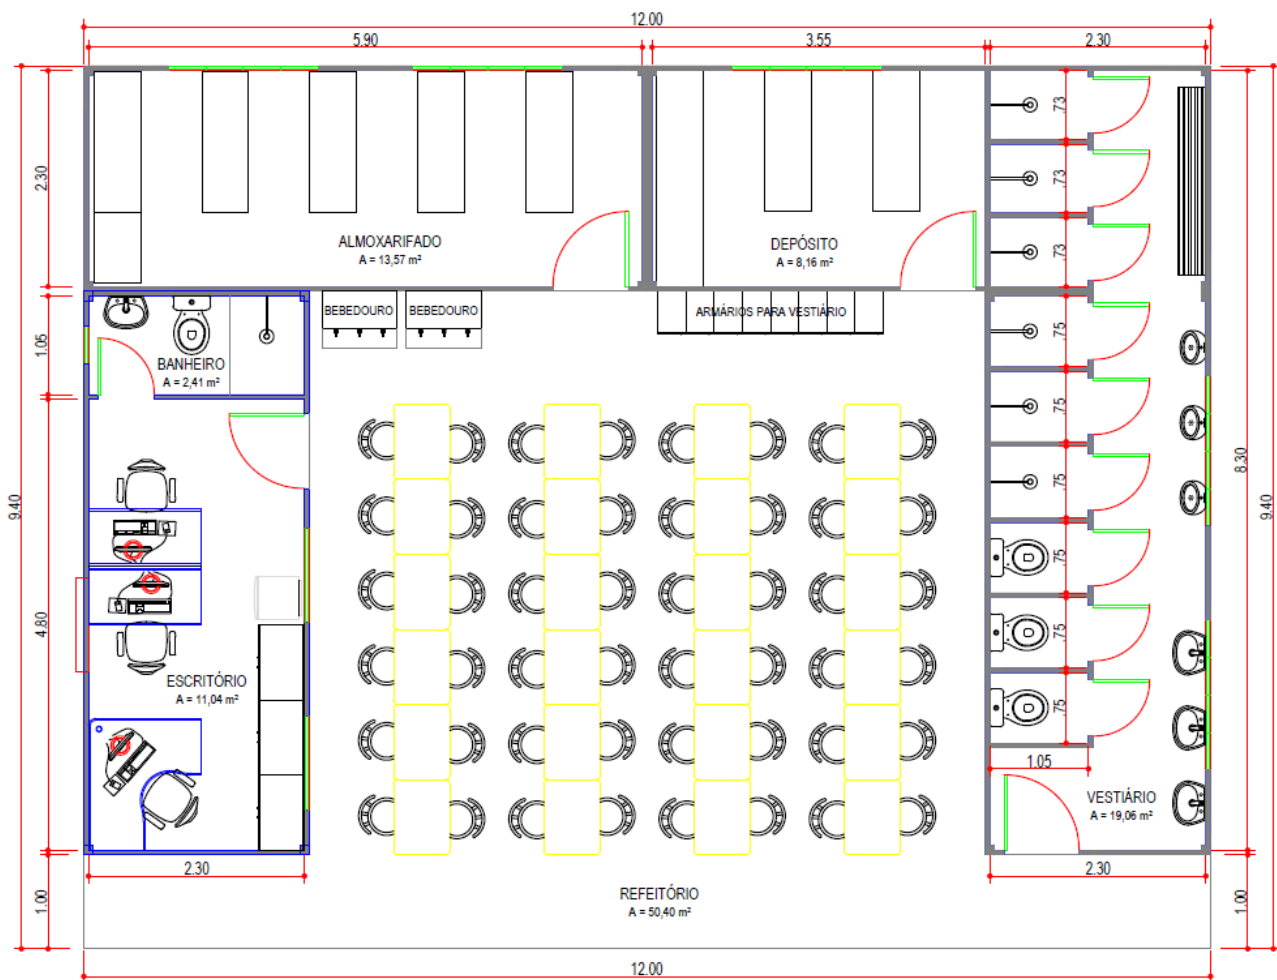 12.00
5.90
3.55
2.30
2.30
9.40
,73
,73
,73
ALMOXARIFADO
A = 13,57 m²
DEPÓSITO
A = 8,16 m²
BEBEDOURO
BEBEDOURO
ARMÁRIOS PARA VESTIÁRIO
1.05
BANHEIRO
A = 2,41 m²
,75
,75
,75
,75
,75
,75
8.30
9.40
4.80
ESCRITÓRIO
A = 11,04 m²
1.05
VESTIÁRIO
A = 19,06 m²
2.30
2.30
1.00
REFEITÓRIO
A = 50,40 m²
1.00
12.00